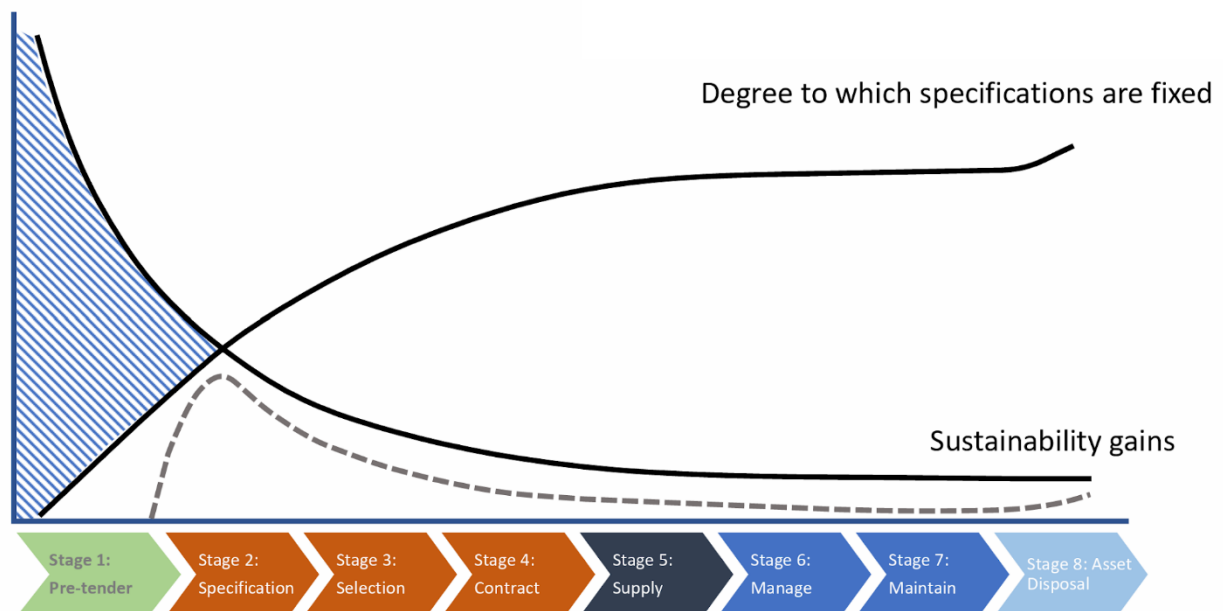 Degree to which specifications are fixed
Sustainability gains
Stage 1:
Pre-tender
Stage 2:
Specification
Stage 3:
Selection
Stage 4:
Contract
Stage 5:
Supply
Stage 6:
Manage
Stage 7:
Maintain
Stage 8: Asset
Disposal